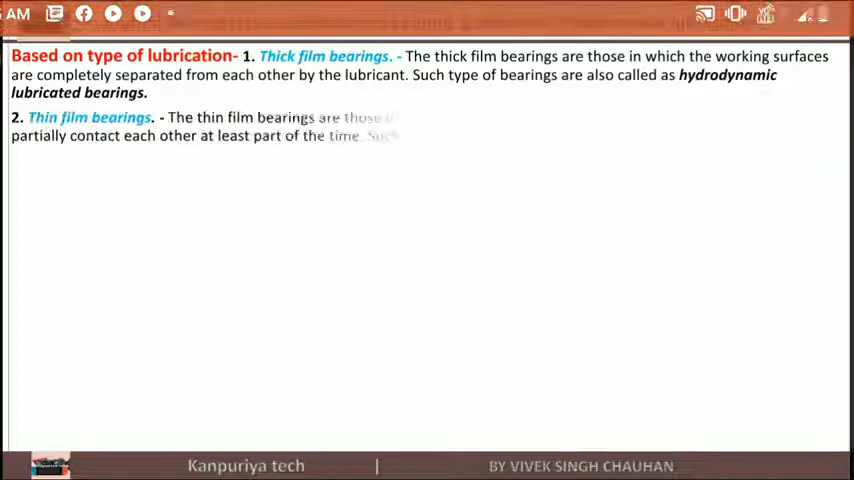 AM
Based on type of lubrication- 1. Thick film bearings. - The thick film bearings are those in which the working surfaces
are completely separated from each other by the lubricant. Such type of bearings are also called as hydrodynamic
lubricated bearings.
2. Thin film bearings. - The thin film bearings are those
partially contact each other at least part of the time. Such
Kanpuriya tech | BY VIVEK SINGH CHAUHAN